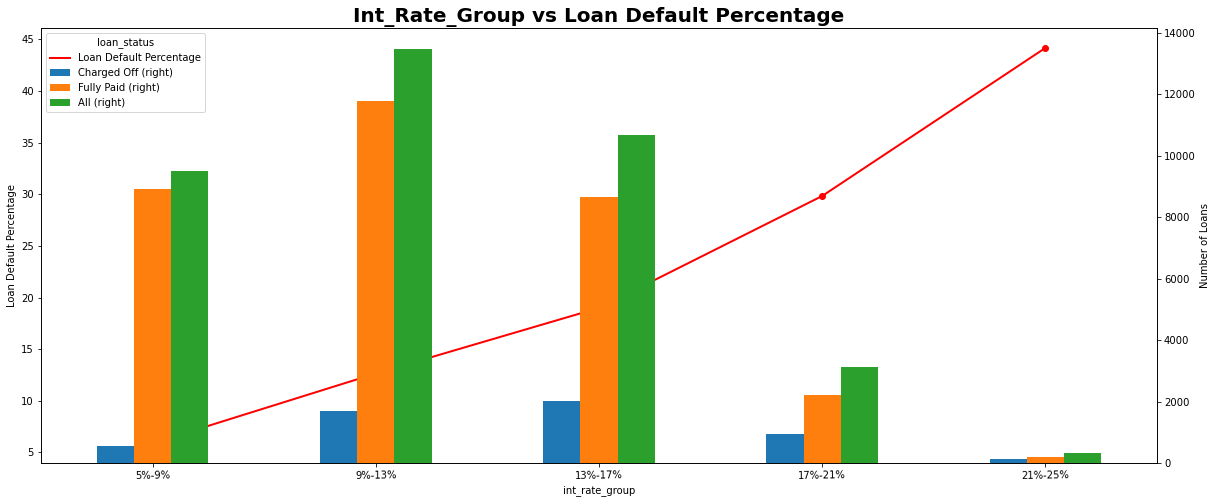 Int_Rate_Group vs Loan Default Percentage
loan_status
Loan Default Percentage
Charged Off (right)
Fully Paid (right)
All (right)
Loan Default Percentage
45
40
35
30
25
20
15
10
5
14000
12000
10000
8000
6000
4000
2000
0
Number of Loans
5%-9%
9%-13%
13%-17%
17%-21%
21%-25%
int_rate_group